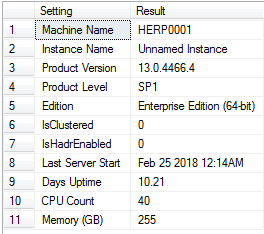 Setting Result
1 Machine Name HERP0001
2 Instance Name Unnamed Instance
3 Product Version 13.0.4466.4
4 Product Level SP1
5 Edition Enterprise Edition (64-bit)
6 IsClustered 0
7 IsHadrEnabled 0
8 Last Server Start Feb 25 2018 12:14AM
9 Days Uptime 10.21
10 CPU Count 40
11 Memory (GB) 255